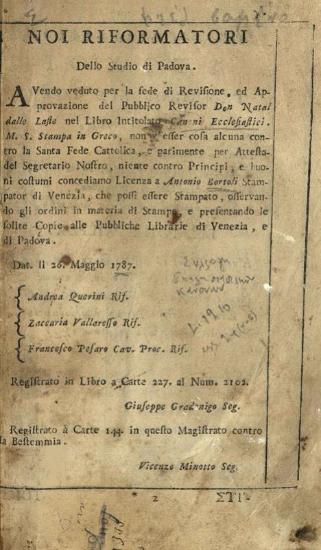 NOI RIFORMATORI
Dello Studio di Padova.
AVendo veduto per la fede di Revisione, ed Ap-
provazione del Pubblico Revisor Don Natal
dalle Laste nel Libro Intitolato Canoni Ecclesiastici.
M. S. Stampa in Greco, non v'esser cosa alcuna con-
tro la Santa Fede Cattolica, e parimente per Attesta-
del Segretario Nostro, niente contro Principi, e buo-
ni costumi concediamo Licenza a Antonio Bortoli Stam-
pator di Venezia, che possi essere Stampato, osservan-
do gli ordini in materia di Stampe, e presentando le
solite Copie alle Pubbliche Librarie di Venezia, e
di Padova.
Dat. li 26. Maggio 1787.
Andrea Querini Rif.
Zaccaria Vallaresso Rif.
Francesco Pesaro Cav. Proc. Rif.
Registrato in Libro a Carte 227. al Num. 2102.
Giuseppe Gradenigo Seg.
Registrato à Carte 144. in questo Magistrato contro
la Bestemmia.
Vicenzo Minotto Seg.
2 ΣΤΙ-